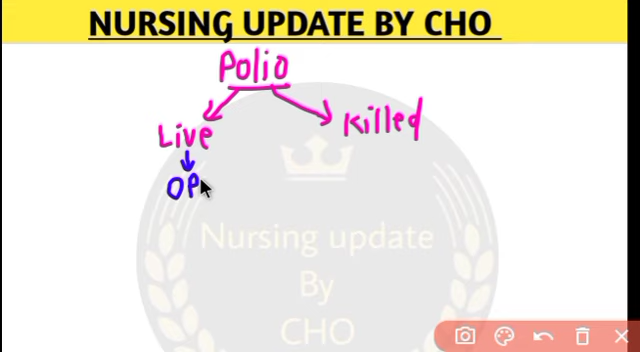 NURSING UPDATE BY CHO
Polio
Live Killed
OP
Nursing update
By
CHO